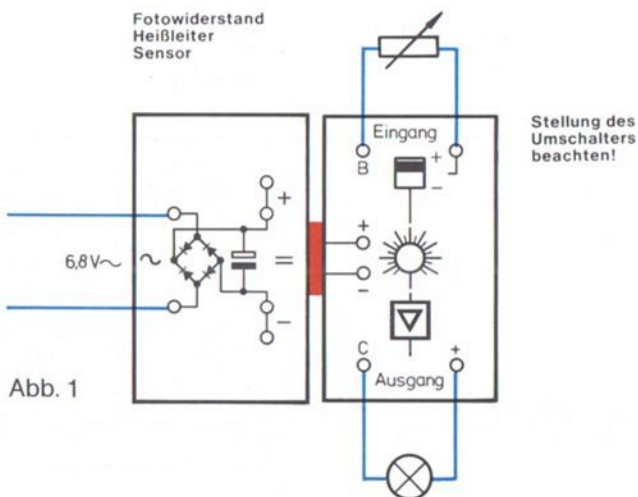 Fotowiderstand
Heißleiter
Sensor
Stellung des
Umschalters
beachten!
Eingang
B
+
−
+
−
+
−
6,8V~
~
=
C
+
Ausgang
Abb. 1